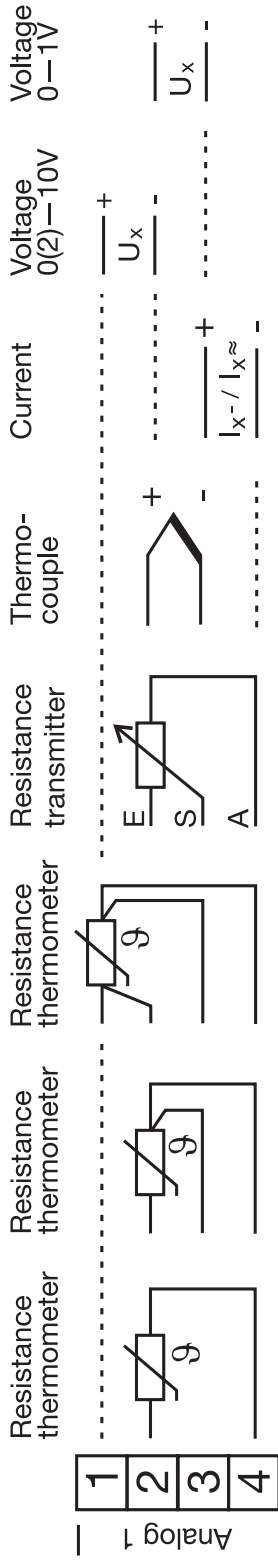 Analog 1
1
2
3
4
Resistance
thermometer
ϑ
Resistance
thermometer
ϑ
Resistance
thermometer
ϑ
Resistance
transmitter
E
S
A
Thermo-
couple
+
-
Current
+
Ix- / Ix≈
-
Voltage
0(2)—10V
+
Ux
-
Voltage
0—1V
+
Ux
-